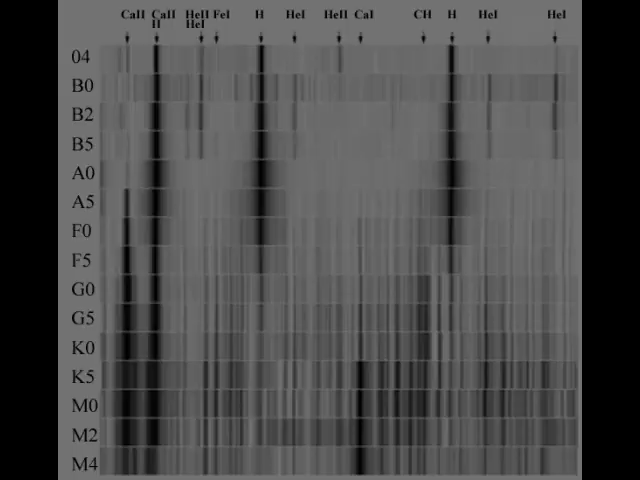 CaII CaII HeII FeI H HeI HeII CaI CH H HeI HeI
H HeI
04
B0
B2
B5
A0
A5
F0
F5
G0
G5
K0
K5
M0
M2
M4